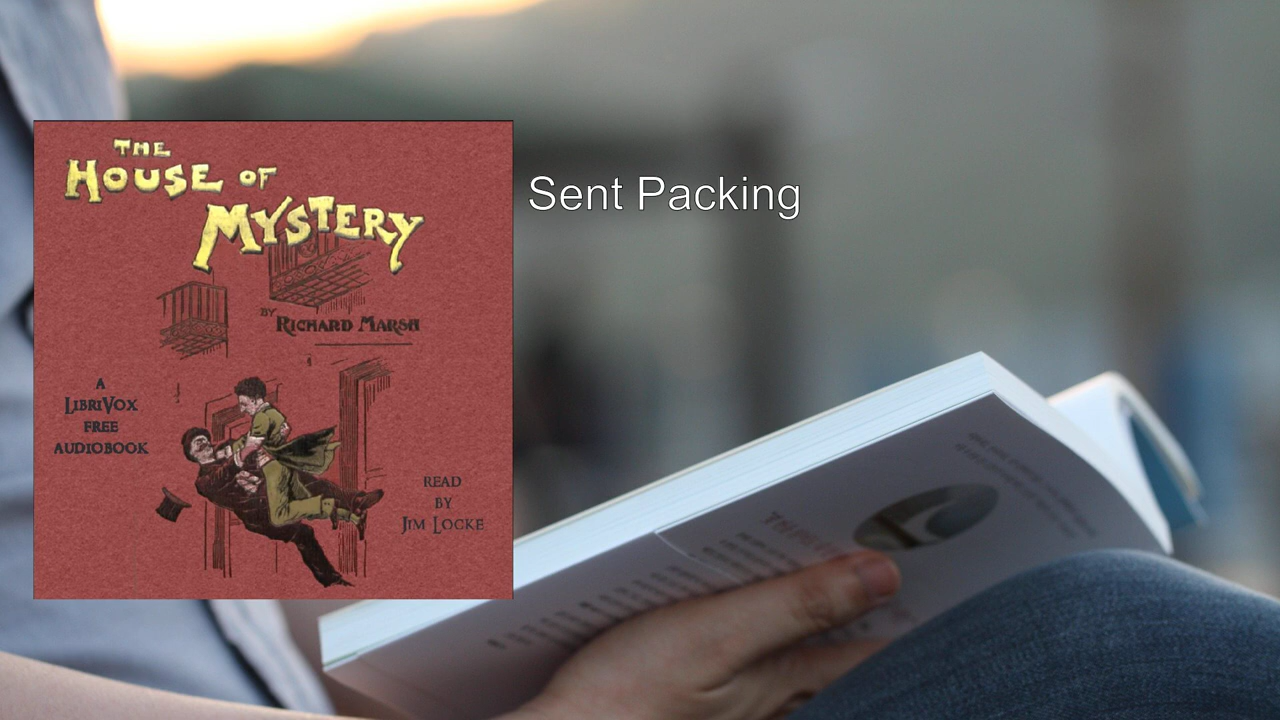 THE
HOUSE OF
MYSTERY
BY RICHARD MARSH
A
LIBRIVOX
FREE
AUDIOBOOK
READ
BY
JIM LOCKE
Sent Packing